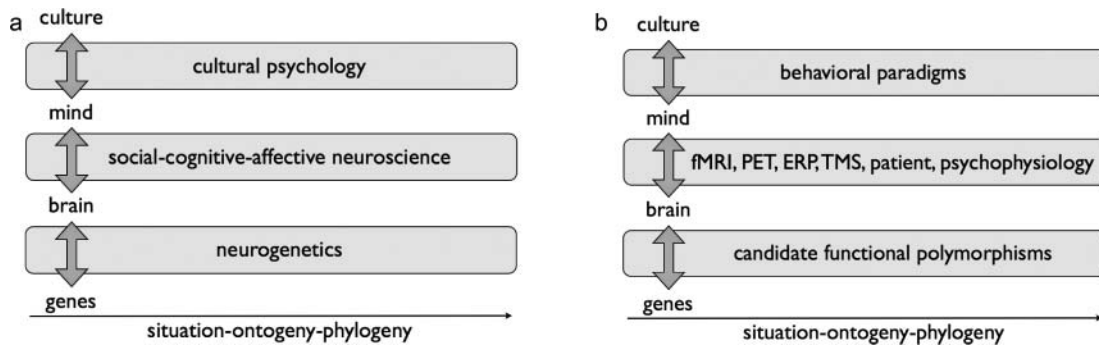 a
culture
cultural psychology
mind
social-cognitive-affective neuroscience
brain
neurogenetics
genes
situation-ontogeny-phylogeny
b
culture
behavioral paradigms
mind
fMRI, PET, ERP, TMS, patient, psychophysiology
brain
candidate functional polymorphisms
genes
situation-ontogeny-phylogeny